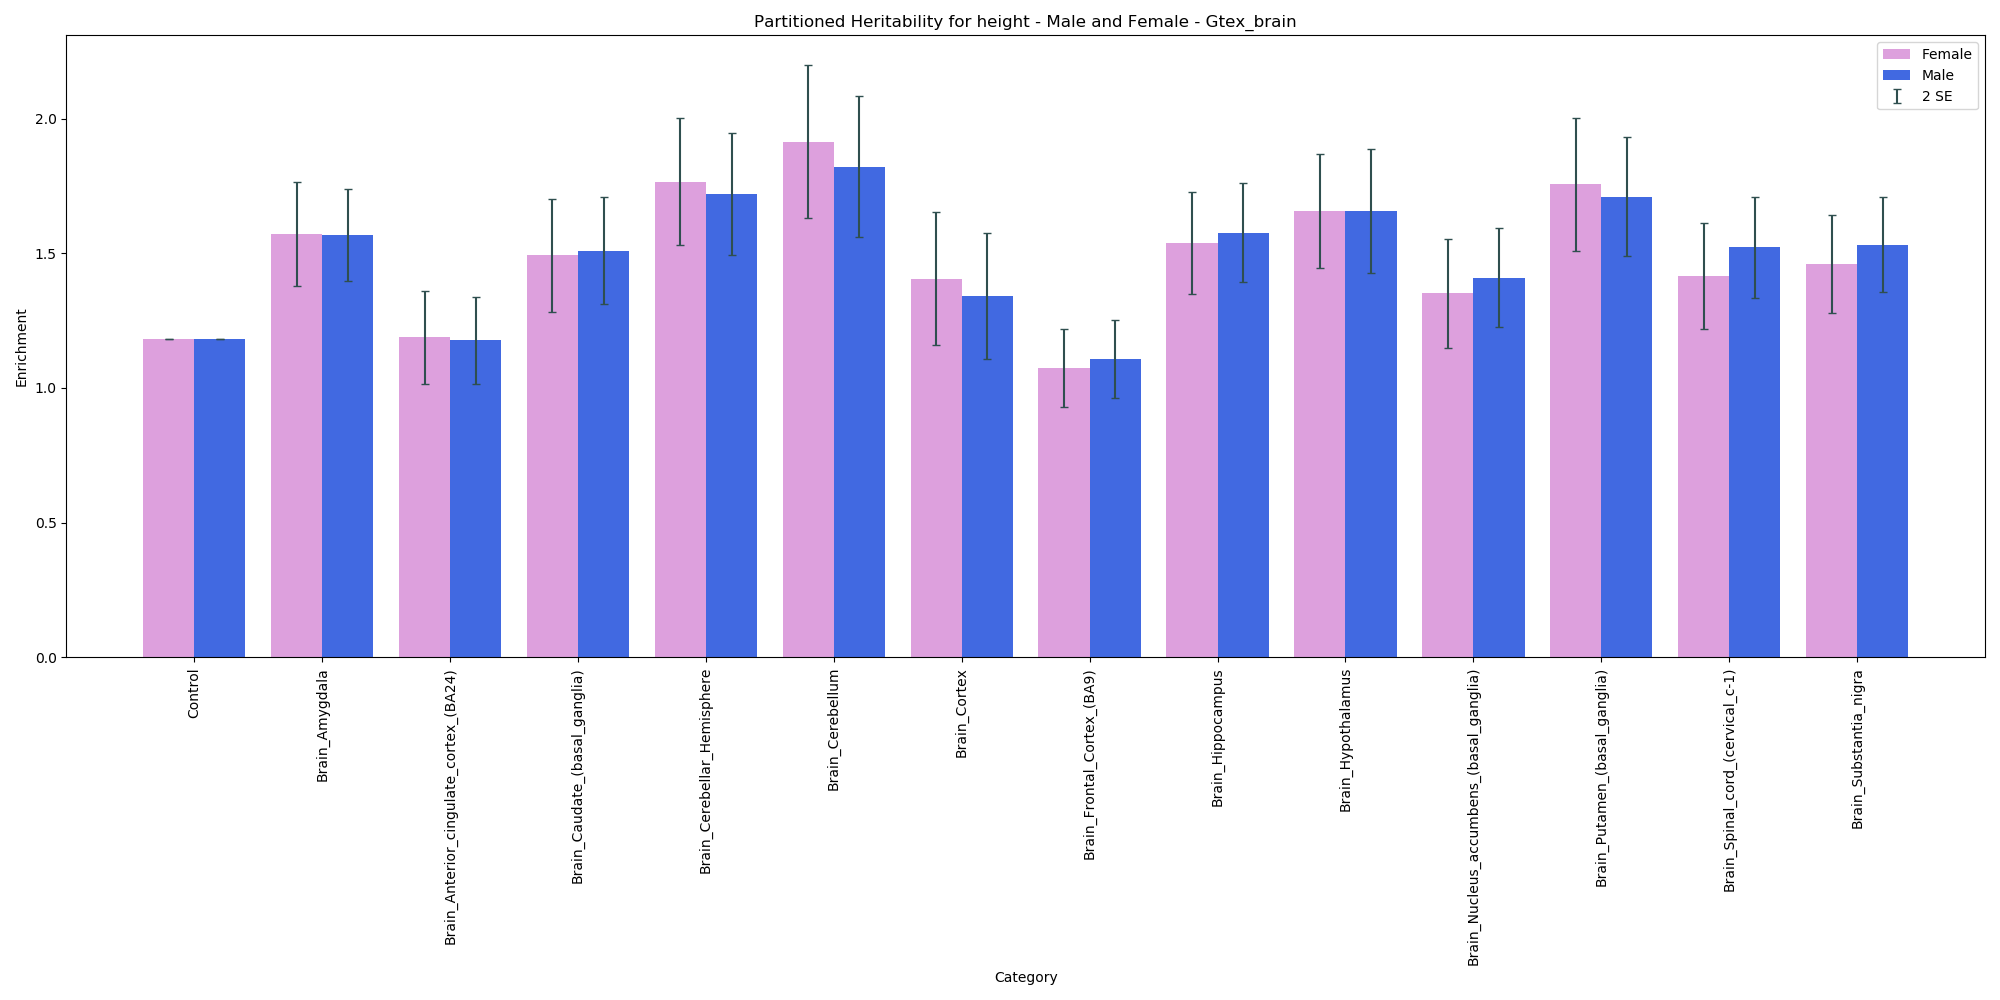 Partitioned Heritability for height - Male and Female - Gtex_brain
Female
Male
2 SE
Enrichment
2.0
1.5
1.0
0.5
0.0
Control
Brain_Amygdala
Brain_Anterior_cingulate_cortex_(BA24)
Brain_Caudate_(basal_ganglia)
Brain_Cerebellar_Hemisphere
Brain_Cerebellum
Brain_Cortex
Brain_Frontal_Cortex_(BA9)
Brain_Hippocampus
Brain_Hypothalamus
Brain_Nucleus_accumbens_(basal_ganglia)
Brain_Putamen_(basal_ganglia)
Brain_Spinal_cord_(cervical_c-1)
Brain_Substantia_nigra
Category